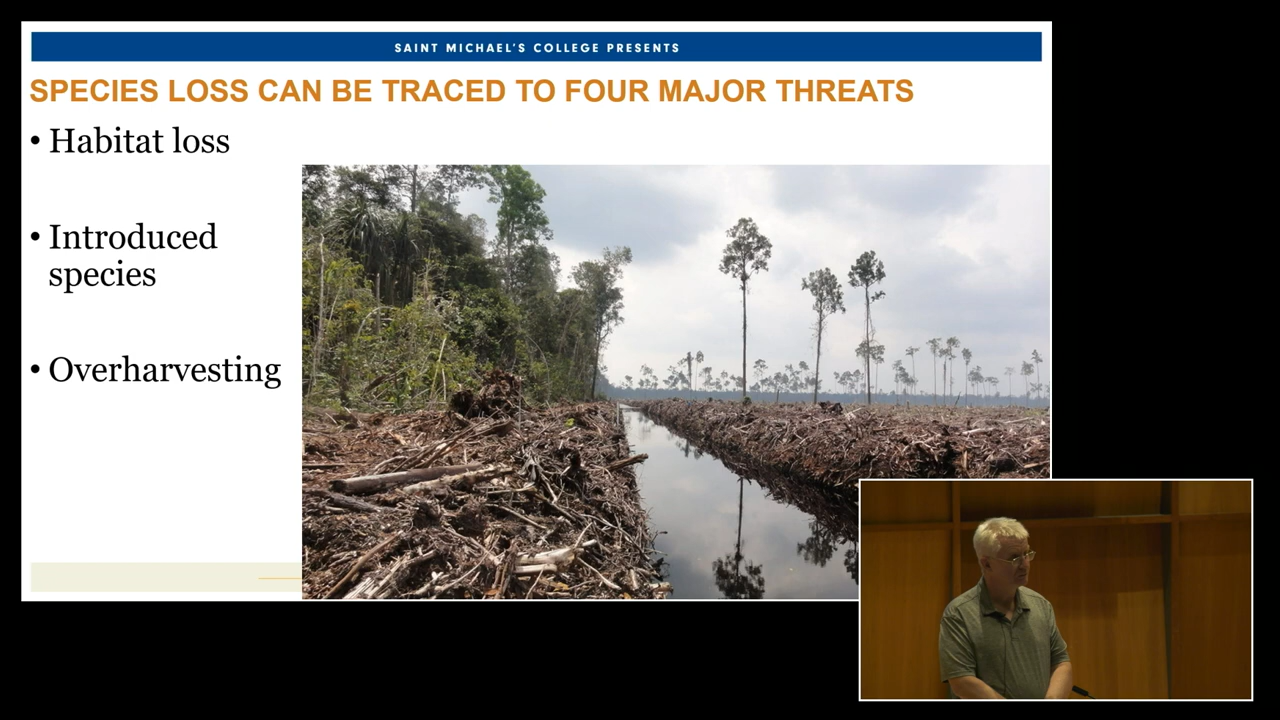 SAINT MICHAEL'S COLLEGE PRESENTS
SPECIES LOSS CAN BE TRACED TO FOUR MAJOR THREATS
• Habitat loss
• Introduced
species
• Overharvesting